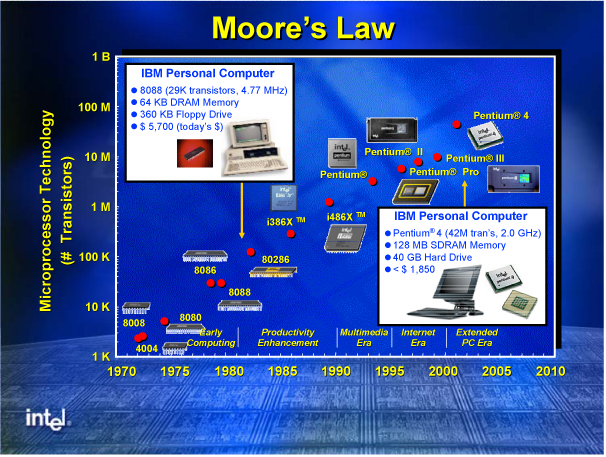 Moore's Law
Microprocessor Technology
(# Transistors)
1 B
100 M
10 M
1 M
100 K
10 K
1 K
IBM Personal Computer
8088 (29K transistors, 4.77 MHz)
64 KB DRAM Memory
360 KB Floppy Drive
$ 5,700 (today's $)
Pentium® 4
Pentium® II
Pentium® III
Pentium®
Pentium® Pro
i386X ™
i486X ™
80286
8086
8088
8080
8008
4004
IBM Personal Computer
Pentium® 4 (42M tran's, 2.0 GHz)
128 MB SDRAM Memory
40 GB Hard Drive
< $ 1,850
Early
Computing
Productivity
Enhancement
Multimedia
Era
Internet
Era
Extended
PC Era
1970 1975 1980 1985 1990 1995 2000 2005 2010
intel®